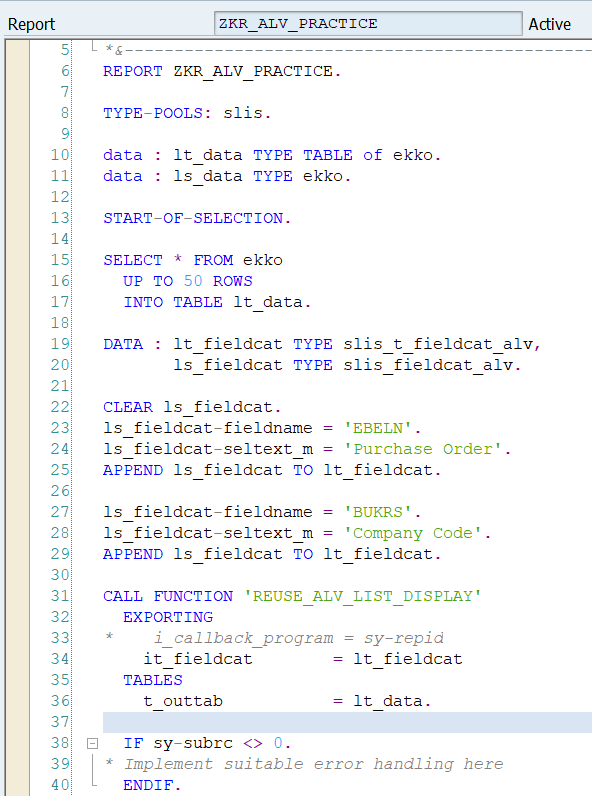 Report ZKR_ALV_PRACTICE Active
5 *&---------------------------------------------------
6 REPORT ZKR_ALV_PRACTICE.
7
8 TYPE-POOLS: slis.
9
10 data : lt_data TYPE TABLE of ekko.
11 data : ls_data TYPE ekko.
12
13 START-OF-SELECTION.
14
15 SELECT * FROM ekko
16   UP TO 50 ROWS
17   INTO TABLE lt_data.
18
19 DATA : lt_fieldcat TYPE slis_t_fieldcat_alv,
20        ls_fieldcat TYPE slis_fieldcat_alv.
21
22 CLEAR ls_fieldcat.
23 ls_fieldcat-fieldname = 'EBELN'.
24 ls_fieldcat-seltext_m = 'Purchase Order'.
25 APPEND ls_fieldcat TO lt_fieldcat.
26
27 ls_fieldcat-fieldname = 'BUKRS'.
28 ls_fieldcat-seltext_m = 'Company Code'.
29 APPEND ls_fieldcat TO lt_fieldcat.
30
31 CALL FUNCTION 'REUSE_ALV_LIST_DISPLAY'
32   EXPORTING
33 *    i_callback_program = sy-repid
34     it_fieldcat        = lt_fieldcat
35   TABLES
36     t_outtab           = lt_data.
37
38   IF sy-subrc <> 0.
39 * Implement suitable error handling here
40   ENDIF.